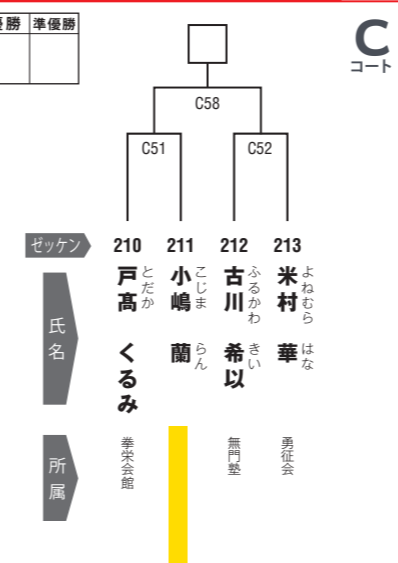 優勝 準優勝
C
コート
C58
C51 C52
ゼッケン 210 211 212 213
氏名
戸髙 くるみ
とだか
小嶋 蘭
こじま らん
古川 希以
ふるかわ きい
米村 華
よねむら はな
所属
拳栄会館
無門塾
勇征会